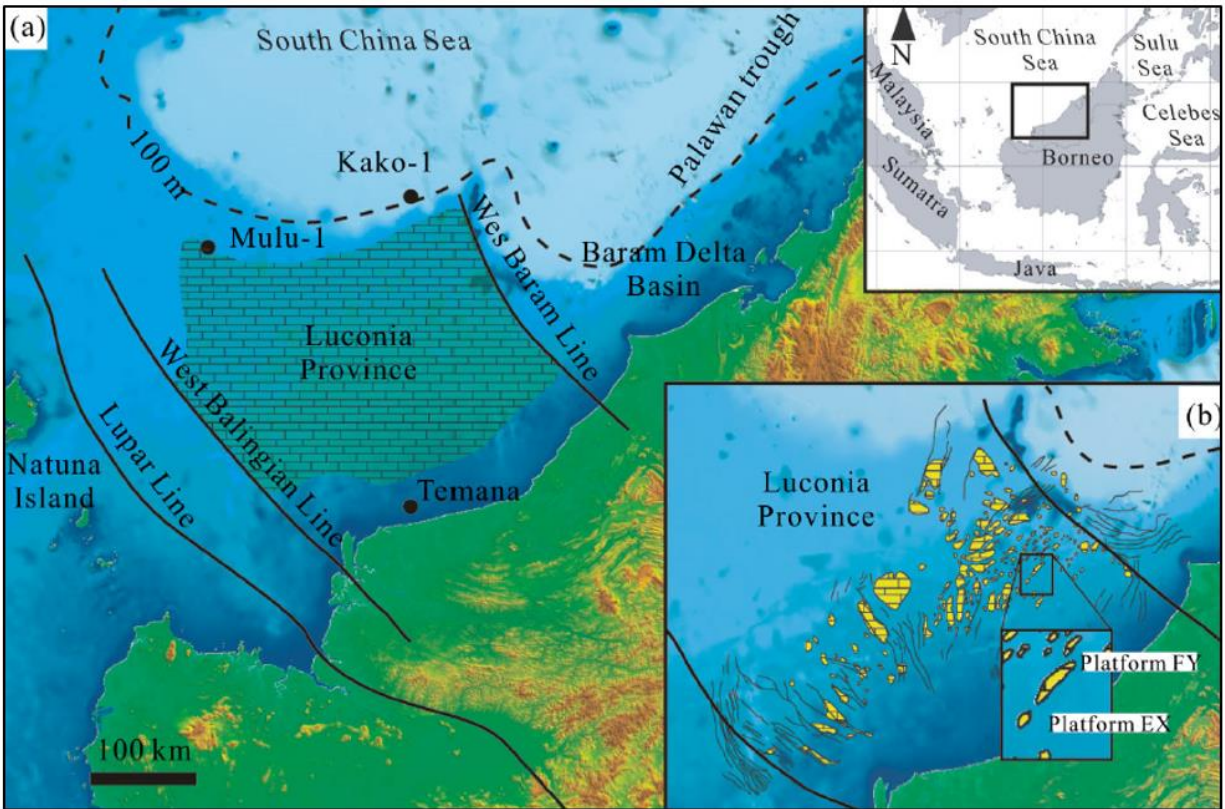 (a)
South China Sea
Palawan trough
100 m
Kako-1
Mulu-1
Wes Baram Line
Baram Delta
Basin
Luconia
Province
West Balingian Line
Lupar Line
Natuna
Island
Temana
100 km
N
South China
Sea
Sulu
Sea
Malaysia
Celebes
Sea
Borneo
Sumatra
Java
(b)
Luconia
Province
Platform FY
Platform EX